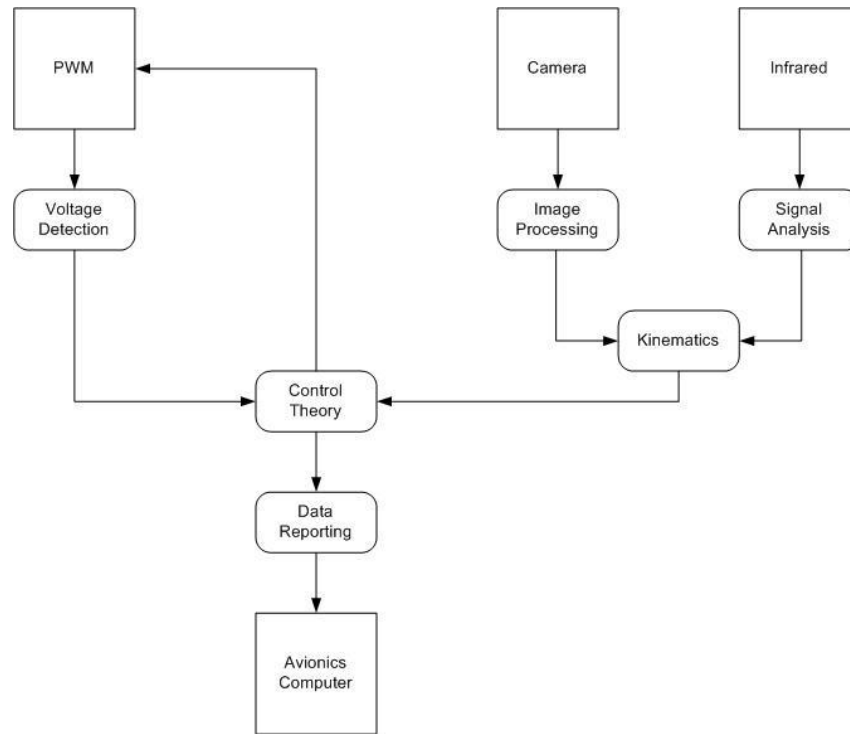 PWM
Camera
Infrared
Voltage
Detection
Image
Processing
Signal
Analysis
Kinematics
Control
Theory
Data
Reporting
Avionics
Computer